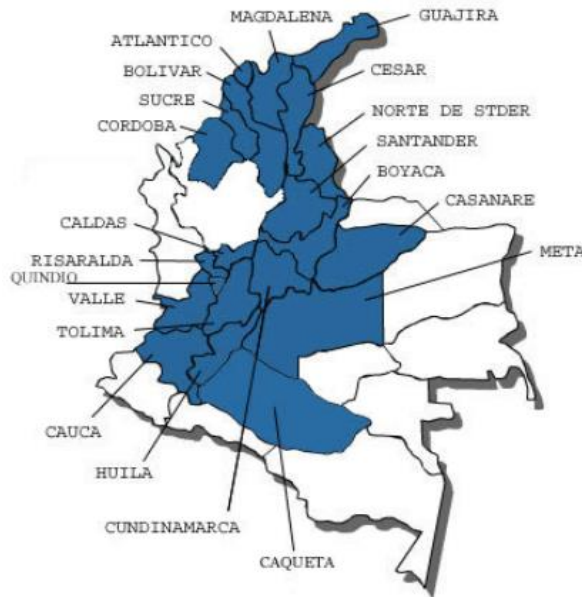 MAGDALENA
GUAJIRA
ATLANTICO
BOLIVAR
CESAR
SUCRE
NORTE DE STDER
CORDOBA
SANTANDER
BOYACA
CASANARE
CALDAS
RISARALDA
META
QUINDIO
VALLE
TOLIMA
CAUCA
HUILA
CUNDINAMARCA
CAQUETA